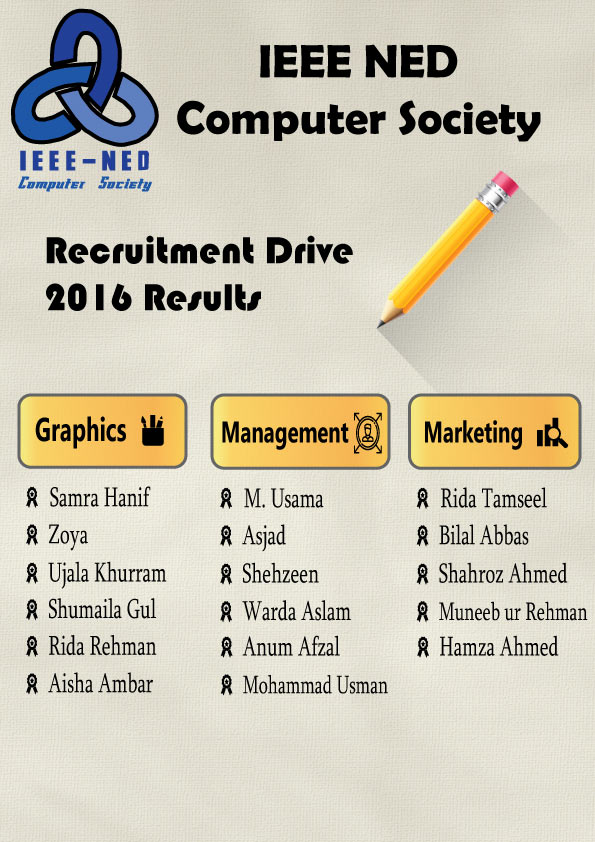 IEEE NED
Computer Society
IEEE-NED
Computer Society
Recruitment Drive
2016 Results
Graphics
Samra Hanif
Zoya
Ujala Khurram
Shumaila Gul
Rida Rehman
Aisha Ambar
Management
M. Usama
Asjad
Shehzeen
Warda Aslam
Anum Afzal
Mohammad Usman
Marketing
Rida Tamseel
Bilal Abbas
Shahroz Ahmed
Muneeb ur Rehman
Hamza Ahmed